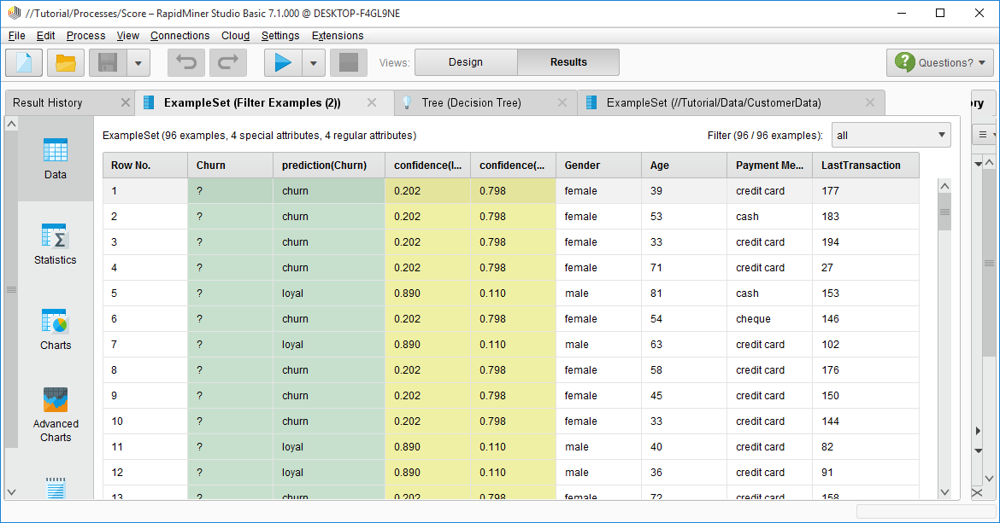 //Tutorial/Processes/Score – RapidMiner Studio Basic 7.1.000 @ DESKTOP-F4GL9NE
File Edit Process View Connections Cloud Settings Extensions
Views: Design Results Questions?
Result History ExampleSet (Filter Examples (2)) Tree (Decision Tree) ExampleSet (//Tutorial/Data/CustomerData) ry
Data
Statistics
Charts
Advanced
Charts
ExampleSet (96 examples, 4 special attributes, 4 regular attributes) Filter (96 / 96 examples): all
Row No. Churn prediction(Churn) confidence(l... confidence(... Gender Age Payment Me... LastTransaction
1 ? churn 0.202 0.798 female 39 credit card 177
2 ? churn 0.202 0.798 female 53 cash 183
3 ? churn 0.202 0.798 female 33 credit card 194
4 ? churn 0.202 0.798 female 71 credit card 27
5 ? loyal 0.890 0.110 male 81 cash 153
6 ? churn 0.202 0.798 female 54 cheque 146
7 ? loyal 0.890 0.110 male 63 credit card 102
8 ? churn 0.202 0.798 female 58 credit card 176
9 ? churn 0.202 0.798 female 45 credit card 150
10 ? churn 0.202 0.798 female 33 credit card 144
11 ? loyal 0.890 0.110 male 40 credit card 82
12 ? loyal 0.890 0.110 male 36 credit card 91
13 ? churn 0.202 0.798 female 72 credit card 158